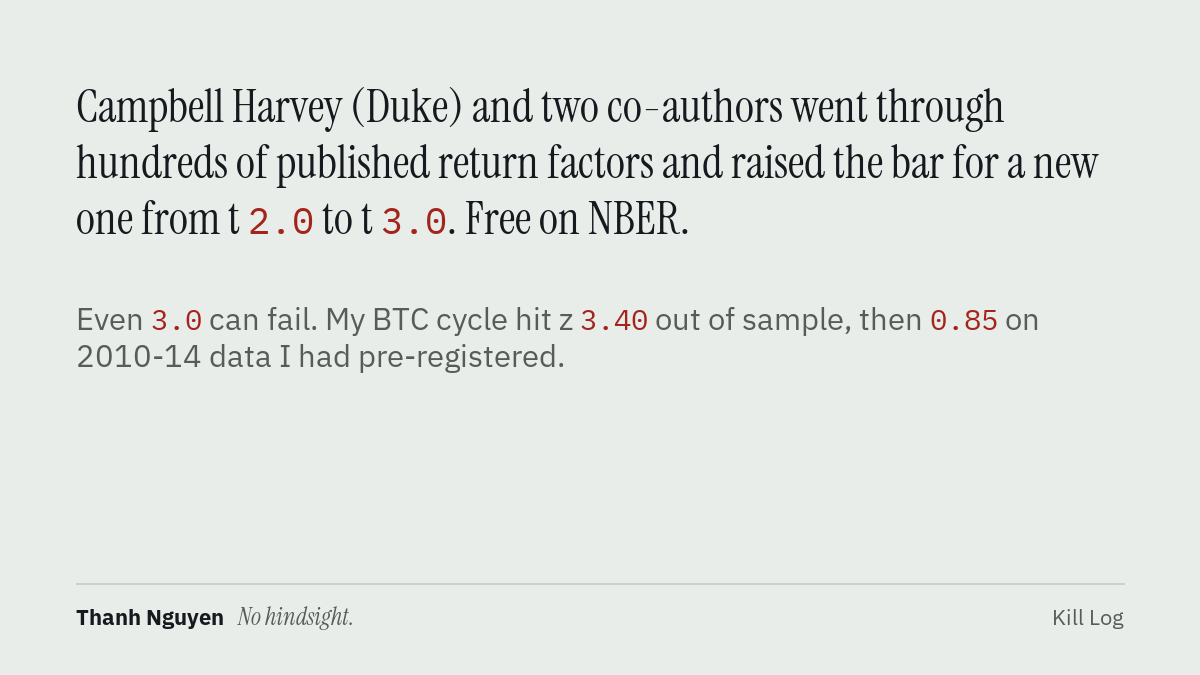 Campbell Harvey (Duke) and two co-authors went through
hundreds of published return factors and raised the bar for a new
one from t 2.0 to t 3.0. Free on NBER.
Even 3.0 can fail. My BTC cycle hit z 3.40 out of sample, then 0.85 on
2010-14 data I had pre-registered.
Thanh Nguyen No hindsight.
Kill Log